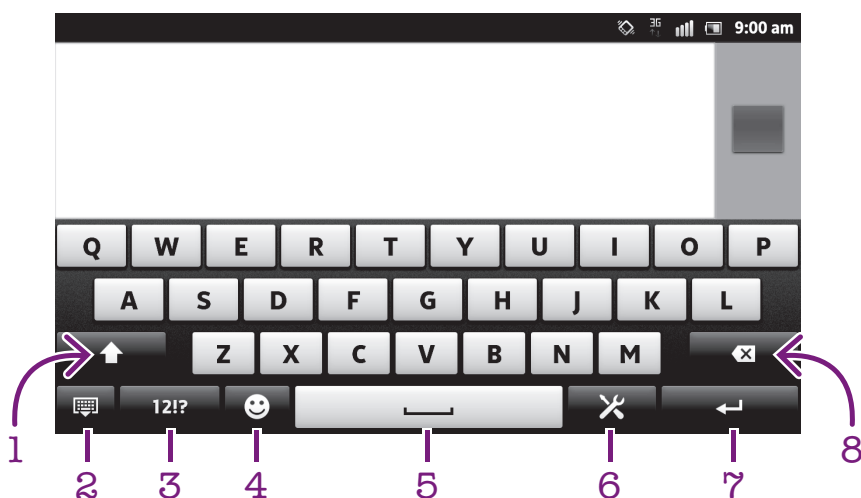 3G 9:00 am
Q W E R T Y U I O P
A S D F G H J K L
Z X C V B N M
12!?
1 2 3 4 5 6 7 8